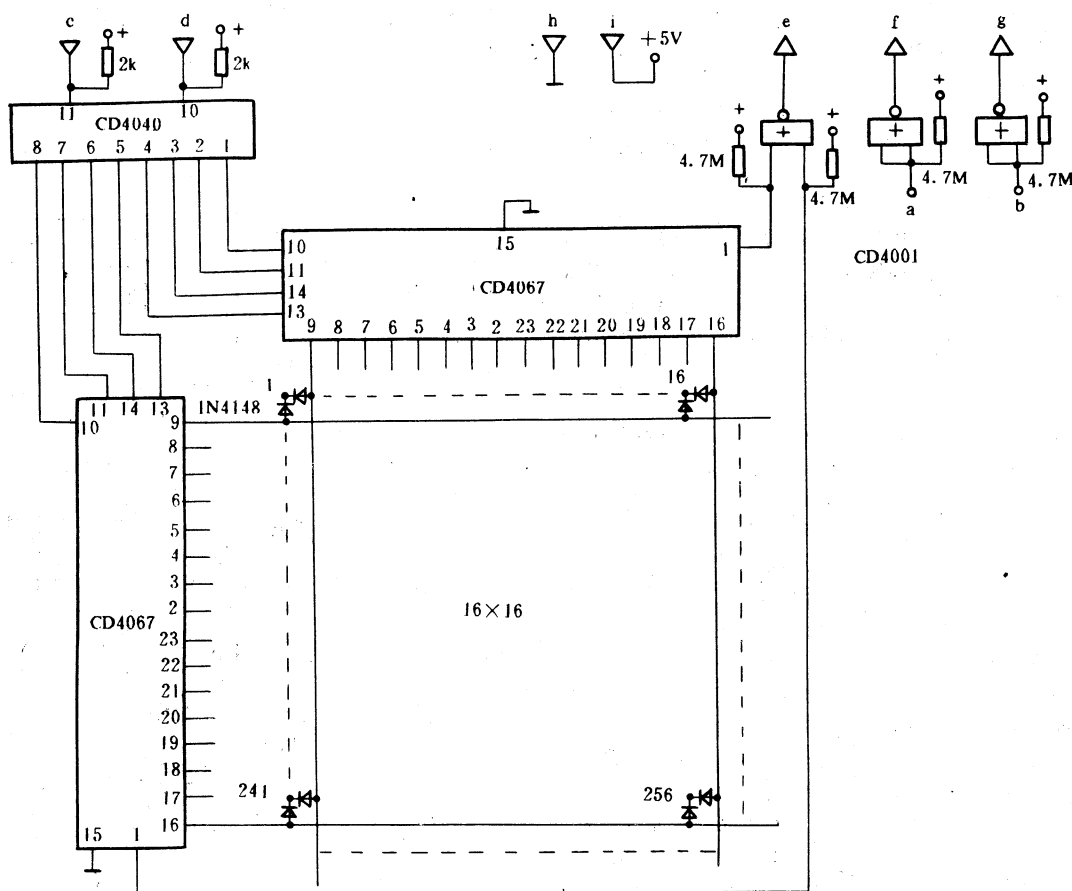 c d h i e f g
+ + +5V
2k 2k
11 10
CD4040
8 7 6 5 4 3 2 1
+ + + + + + +
4.7M 4.7M 4.7M 4.7M
a b
CD4001
15
10 1
11 CD4067
14
13
9 8 7 6 5 4 3 2 23 22 21 20 19 18 17 16
1 16
11 14 13 1N4148
10 9
8
7
6
5
4
3
2
CD4067
16×16
23
22
21
20
19
18
17
16
241 256
15 1